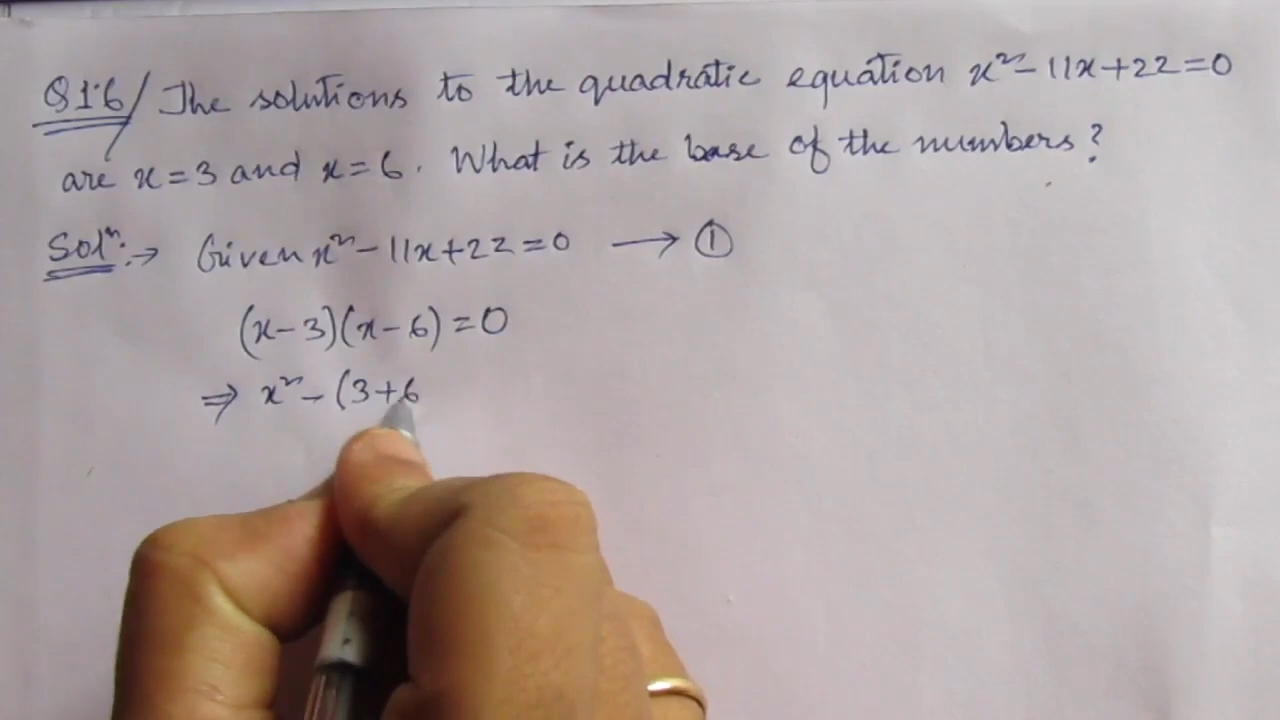 Q1.6/ The solutions to the quadratic equation x²-11x+22=0
are x=3 and x=6. What is the base of the numbers?
Solⁿ:→ Given x²-11x+22=0 → ①
(x-3)(x-6)=0
⇒ x²-(3+6